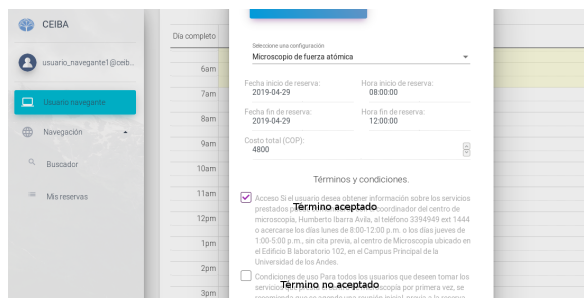 CEIBA
usuario_navegante1@ceib..
Usuario navegante
Navegación
Buscador
Mis reservas
Día completo
6am
7am
8am
9am
10am
11am
12pm
1pm
2pm
3pm
Seleccione una configuración
Microscopio de fuerza atómica
Fecha inicio de reserva: Hora inicio de reserva:
2019-04-29 08:00:00
Fecha fin de reserva: Hora fin de reserva:
2019-04-29 12:00:00
Costo total (COP):
4800
Términos y condiciones.
Acceso Si el usuario desea obtener información sobre los servicios
prestados
Término aceptado
coordinador del centro de
microscopia, Humberto Ibarra Avila, al teléfono 3394949 ext 1444
o acercarse los días lunes de 8:00-12:00 p.m. o los días jueves de
1:00-5:00 p.m., sin cita previa, al centro de Microscopía ubicado en
el Edificio B laboratorio 102, en el Campus Principal de la
Universidad de los Andes.
Condiciones de uso Para todos los usuarios que deseen tomar los
Término aceptado
microscopia por primera vez, se